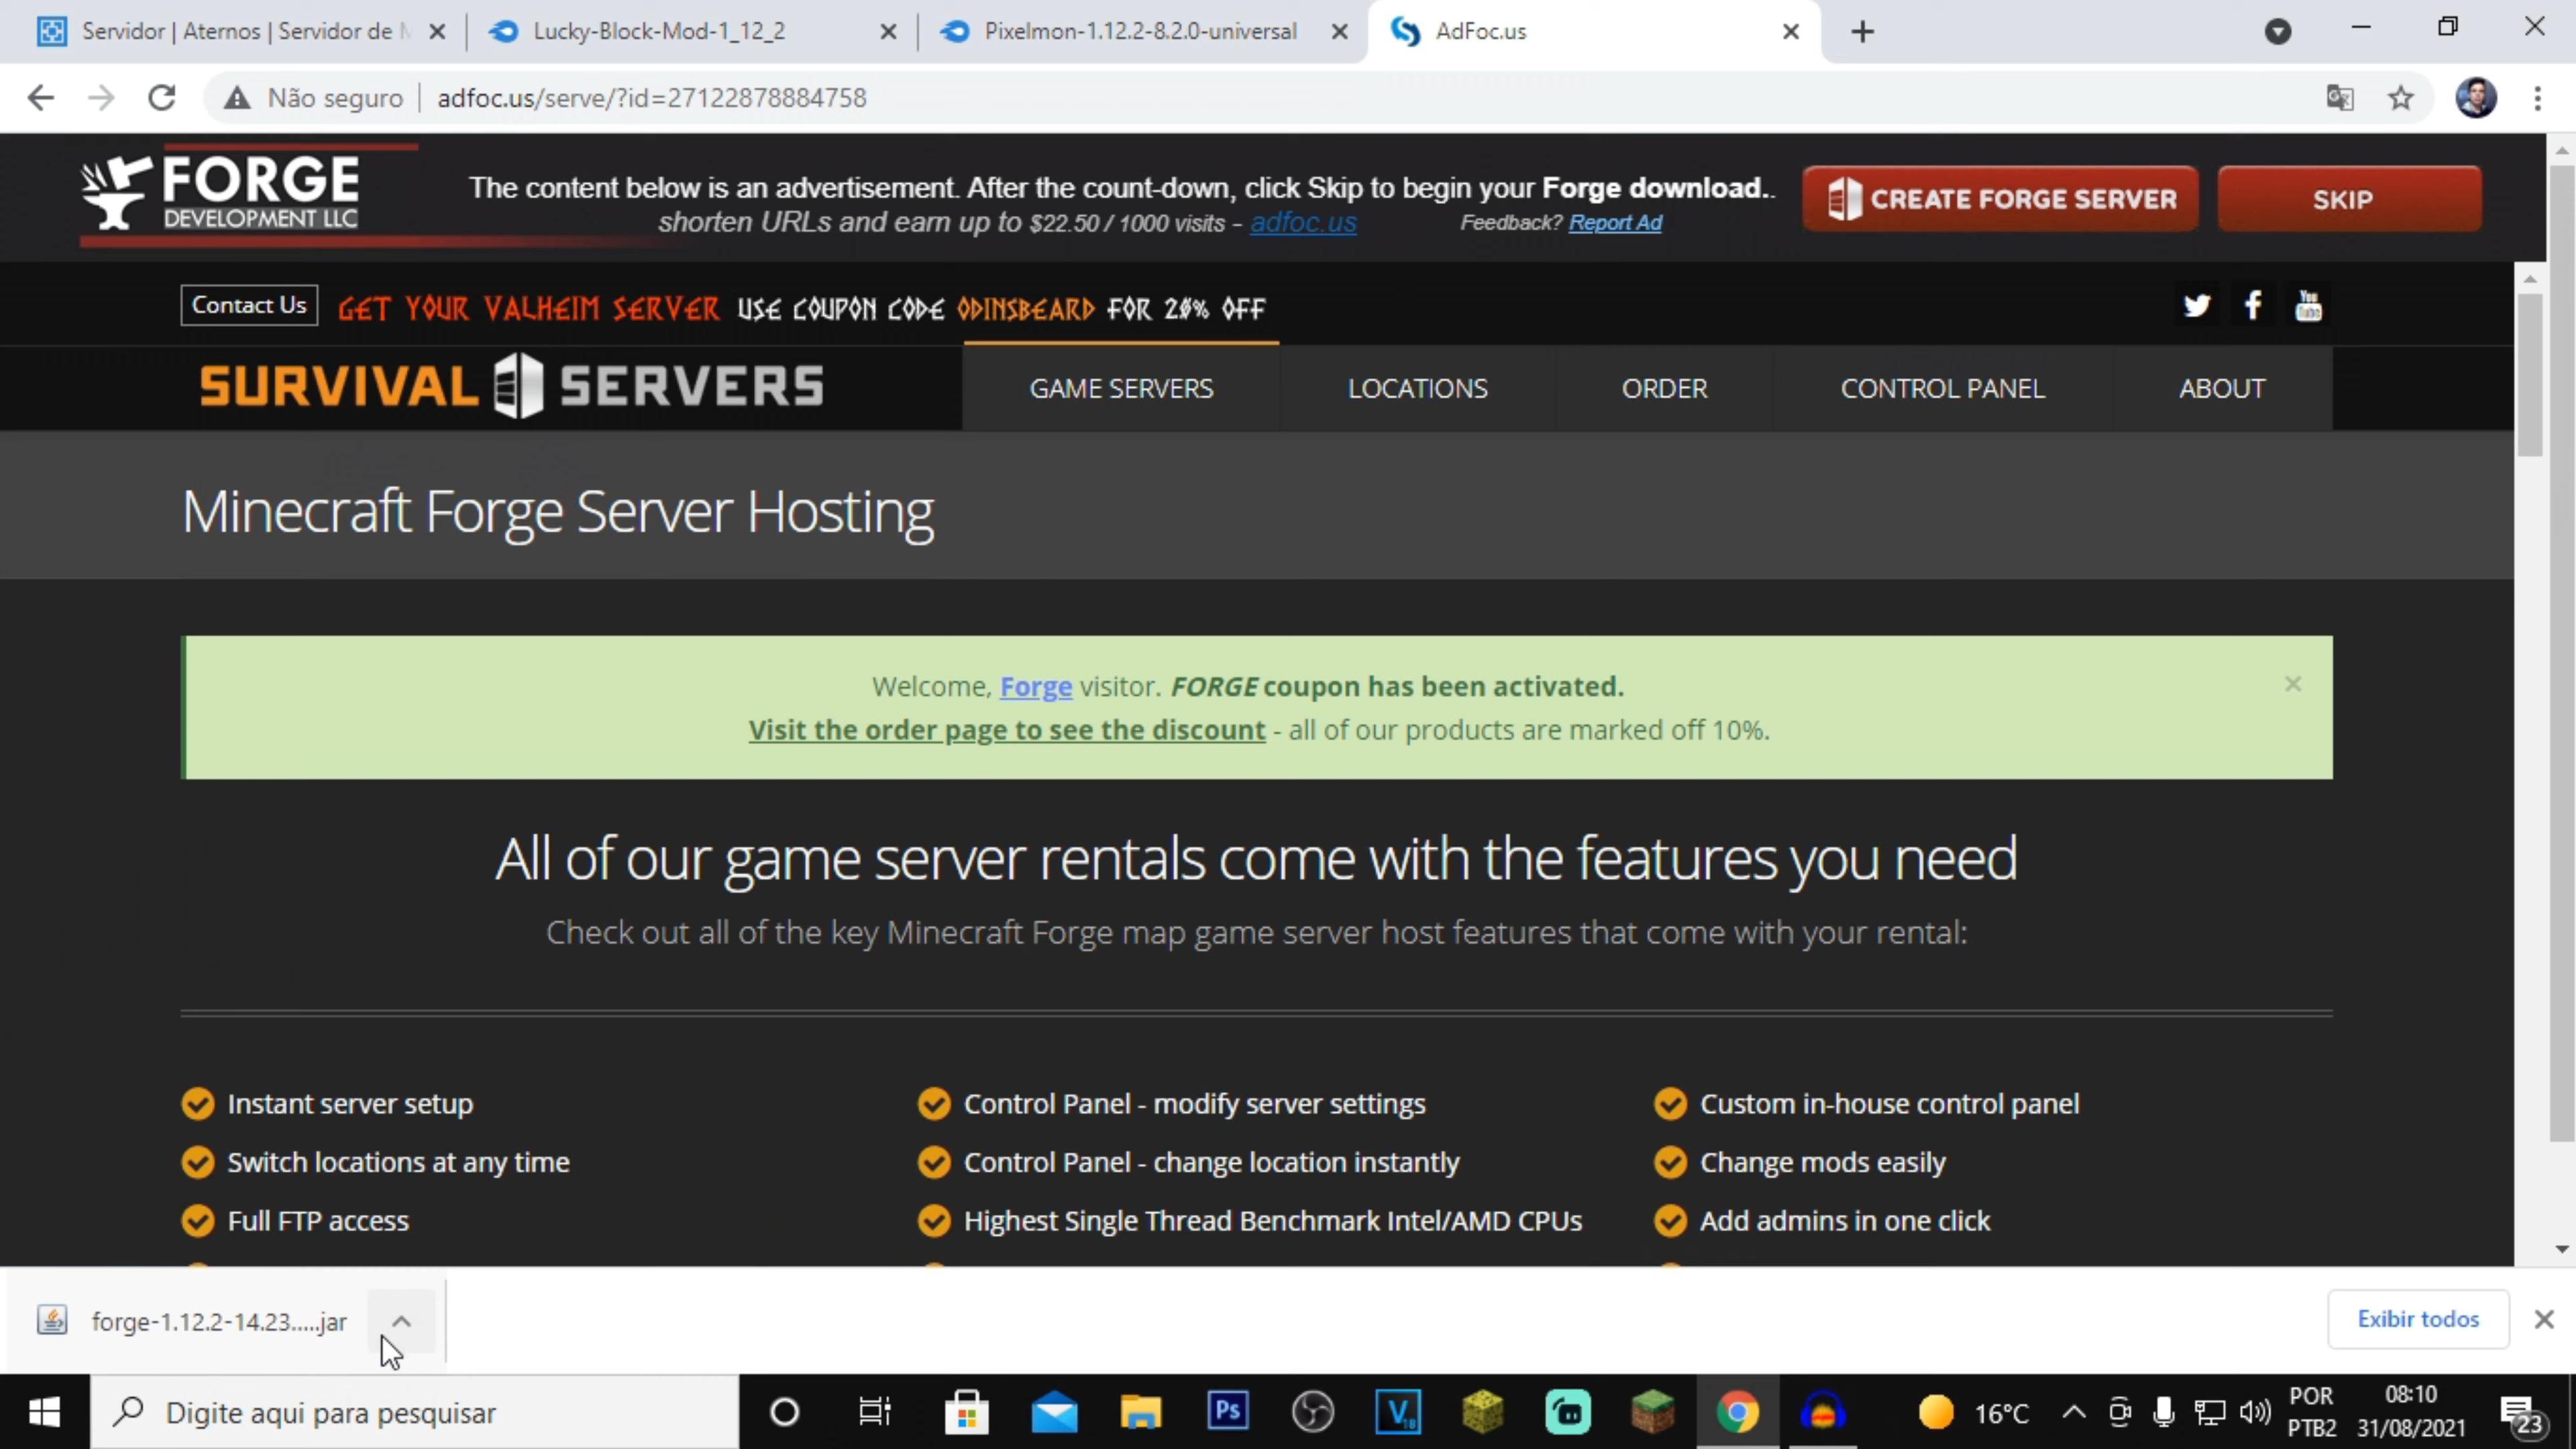 Servidor | Aternos | Servidor de M
Lucky-Block-Mod-1_12_2
Pixelmon-1.12.2-8.2.0-universal
AdFoc.us
Não seguro
adfoc.us/serve/?id=27122878884758
FORGE
DEVELOPMENT LLC
The content below is an advertisement. After the count-down, click Skip to begin your Forge download..
shorten URLs and earn up to $22.50 / 1000 visits - adfoc.us
Feedback? Report Ad
CREATE FORGE SERVER
SKIP
Contact Us
GET YOUR VALHEIM SERVER USE COUPON CODE ODINSBEARD FOR 20% OFF
You Tube
SURVIVAL SERVERS
GAME SERVERS
LOCATIONS
ORDER
CONTROL PANEL
ABOUT
Minecraft Forge Server Hosting
Welcome, Forge visitor. FORGE coupon has been activated.
Visit the order page to see the discount - all of our products are marked off 10%.
All of our game server rentals come with the features you need
Check out all of the key Minecraft Forge map game server host features that come with your rental:
Instant server setup
Control Panel - modify server settings
Custom in-house control panel
Switch locations at any time
Control Panel - change location instantly
Change mods easily
Full FTP access
Highest Single Thread Benchmark Intel/AMD CPUs
Add admins in one click
forge-1.12.2-14.23.....jar
Exibir todos
Digite aqui para pesquisar
Ps
V18
16°C
POR
PTB2
08:10
31/08/2021
23